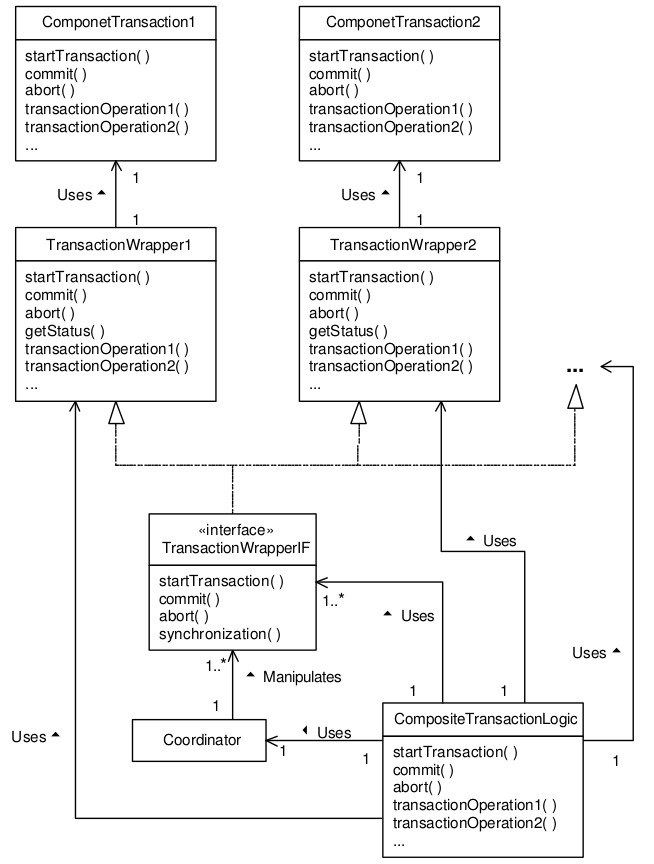 ComponetTransaction1
startTransaction( )
commit( )
abort( )
transactionOperation1( )
transactionOperation2( )
...
ComponetTransaction2
startTransaction( )
commit( )
abort( )
transactionOperation1( )
transactionOperation2( )
...
1
Uses
1
1
Uses
1
TransactionWrapper1
startTransaction( )
commit( )
abort( )
getStatus( )
transactionOperation1( )
transactionOperation2( )
...
TransactionWrapper2
startTransaction( )
commit( )
abort( )
getStatus( )
transactionOperation1( )
transactionOperation2( )
...
...
«interface»
TransactionWrapperIF
startTransaction( )
commit( )
abort( )
synchronization( )
Uses
1..*
Uses
Uses
1..*
Manipulates
1
1
1
Coordinator
Uses
1
1
Uses
1
CompositeTransactionLogic
startTransaction( )
commit( )
abort( )
transactionOperation1( )
transactionOperation2( )
...